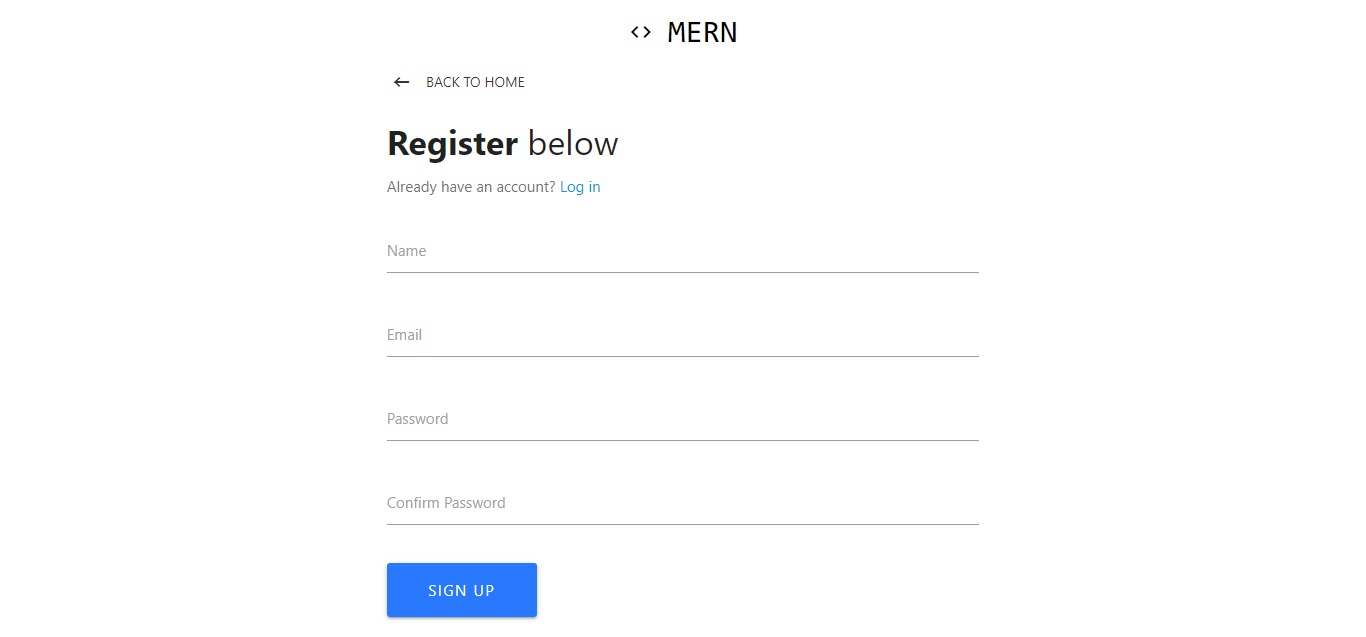 <> MERN
BACK TO HOME
Register below
Already have an account? Log in
Name
Email
Password
Confirm Password
SIGN UP